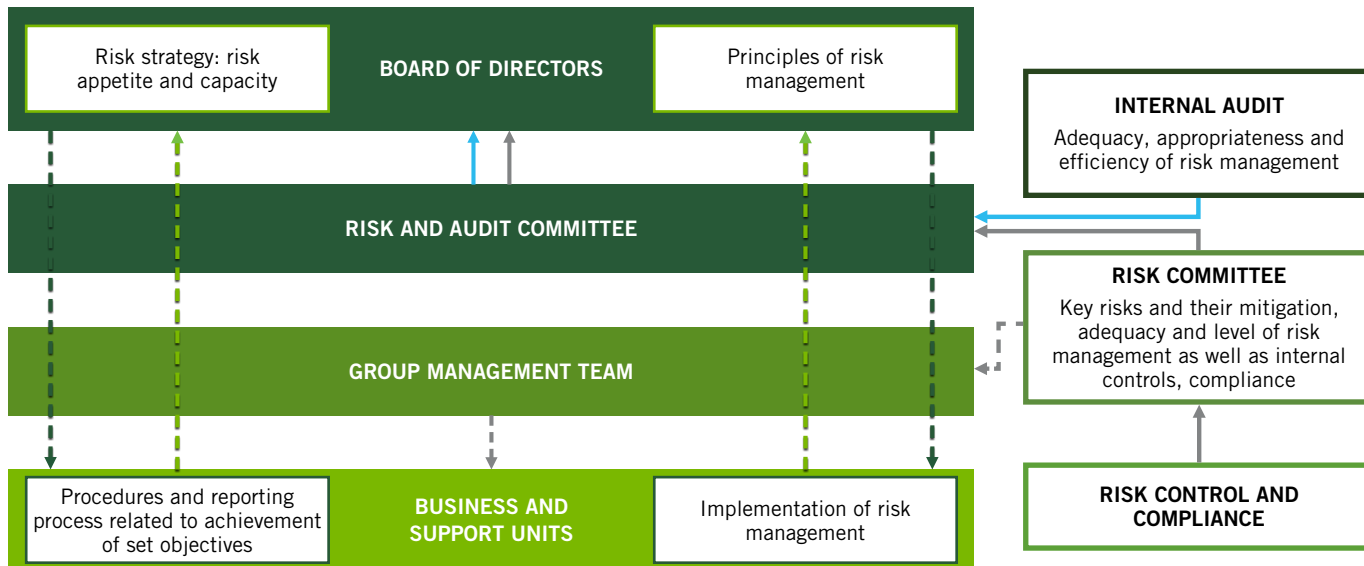 Risk strategy: risk
appetite and capacity
BOARD OF DIRECTORS
Principles of risk
management
INTERNAL AUDIT
Adequacy, appropriateness and
efficiency of risk management
RISK AND AUDIT COMMITTEE
RISK COMMITTEE
Key risks and their mitigation,
adequacy and level of risk
management as well as internal
controls, compliance
GROUP MANAGEMENT TEAM
Procedures and reporting
process related to achievement
of set objectives
BUSINESS AND
SUPPORT UNITS
Implementation of risk
management
RISK CONTROL AND
COMPLIANCE